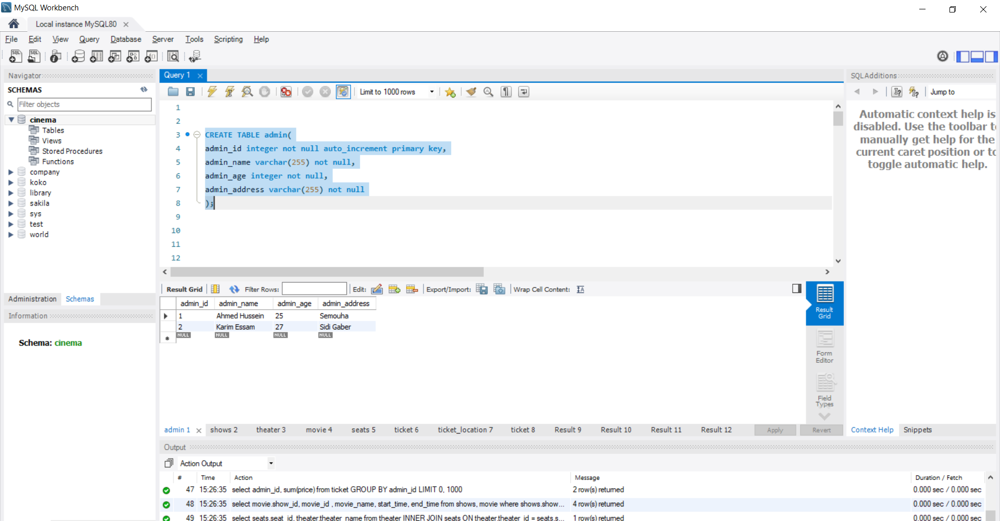 MySQL Workbench
Local instance MySQL80
File Edit View Query Database Server Tools Scripting Help
Navigator
SCHEMAS
Filter objects
cinema
Tables
Views
Stored Procedures
Functions
company
koko
library
sakila
sys
test
world
Administration Schemas
Information
Schema: cinema
Query 1
Limit to 1000 rows
1
2
3 CREATE TABLE admin(
4 admin_id integer not null auto_increment primary key,
5 admin_name varchar(255) not null,
6 admin_age integer not null,
7 admin_address varchar(255) not null
8 );
9
10
11
12
Result Grid Filter Rows: Edit: Export/Import: Wrap Cell Content:
admin_id admin_name admin_age admin_address
1 Ahmed Hussein 25 Semouha
2 Karim Essam 27 Sidi Gaber
NULL NULL NULL NULL
Result Grid
Form Editor
Field Types
admin 1 shows 2 theater 3 movie 4 seats 5 ticket 6 ticket_location 7 ticket 8 Result 9 Result 10 Result 11 Result 12 Apply Revert
SQLAdditions
Jump to
Automatic context help is
disabled. Use the toolbar t
manually get help for the
current caret position or to
toggle automatic help.
Context Help Snippets
Output
Action Output
# Time Action Message Duration / Fetch
47 15:26:35 select admin_id, sum(price) from ticket GROUP BY admin_id LIMIT 0, 1000 2 row(s) returned 0.000 sec / 0.000 sec
48 15:26:35 select movie.show_id, movie_id , movie_name, start_time, end_time from shows, movie where shows.show... 4 row(s) returned 0.000 sec / 0.000 sec
49 15:26:35 select seats.seat_id, theater.theater_name from theater INNER JOIN seats ON theater.theater_id = seats.s... 1 row(s) returned 0.000 sec / 0.000 sec